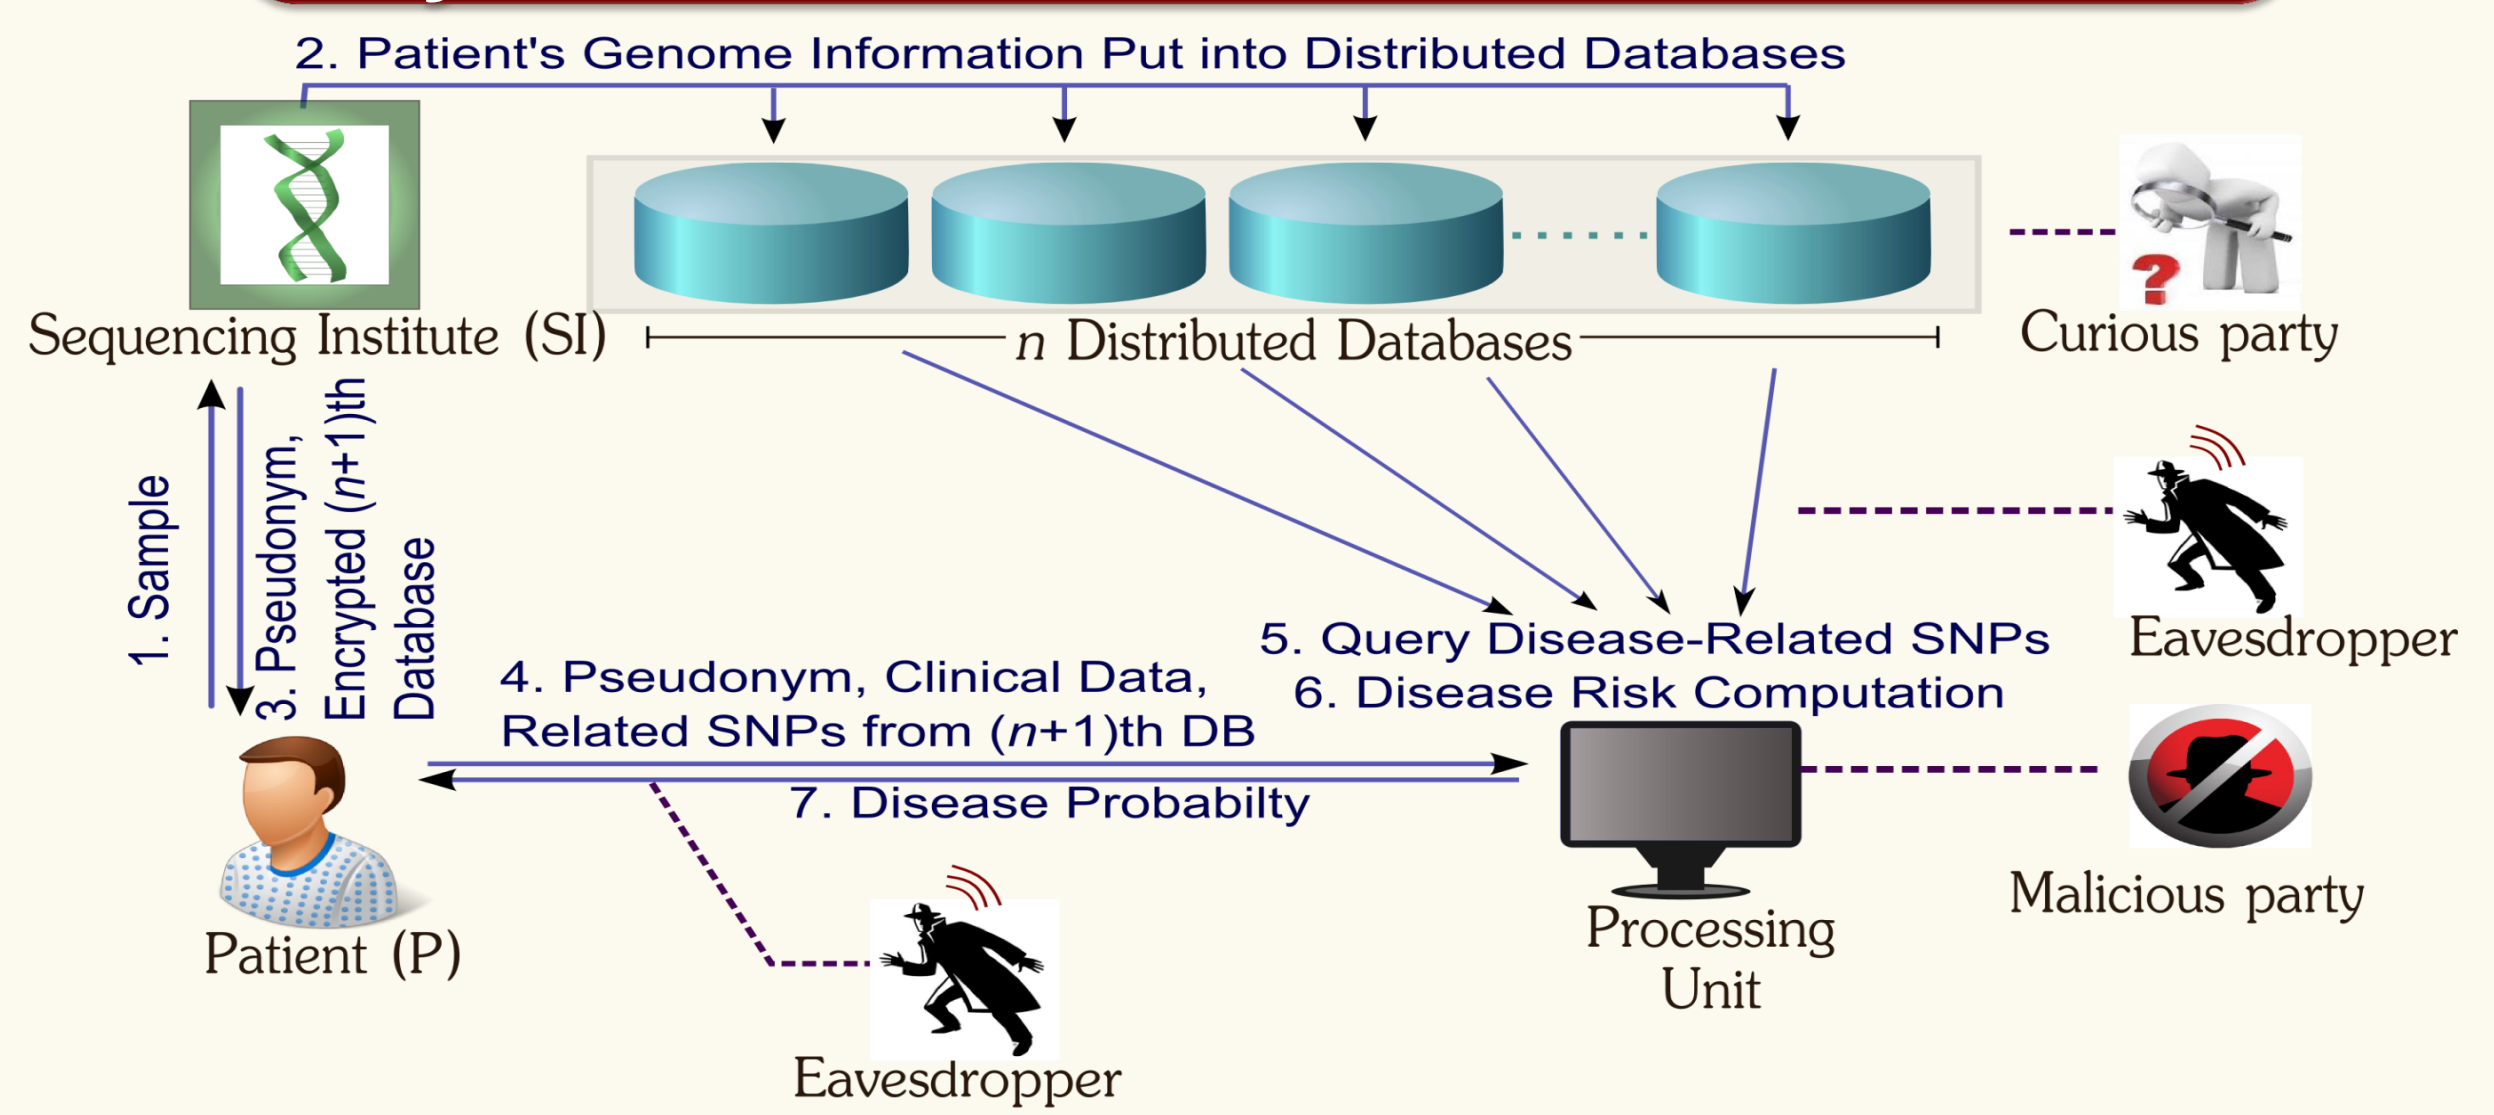 2. Patient's Genome Information Put into Distributed Databases
Sequencing Institute (SI)
n Distributed Databases
?
Curious party
1. Sample
3. Pseudonym,
Encrypted (n+1)th
Database
Eavesdropper
5. Query Disease-Related SNPs
6. Disease Risk Computation
4. Pseudonym, Clinical Data,
Related SNPs from (n+1)th DB
7. Disease Probabilty
Patient (P)
Processing
Unit
Malicious party
Eavesdropper